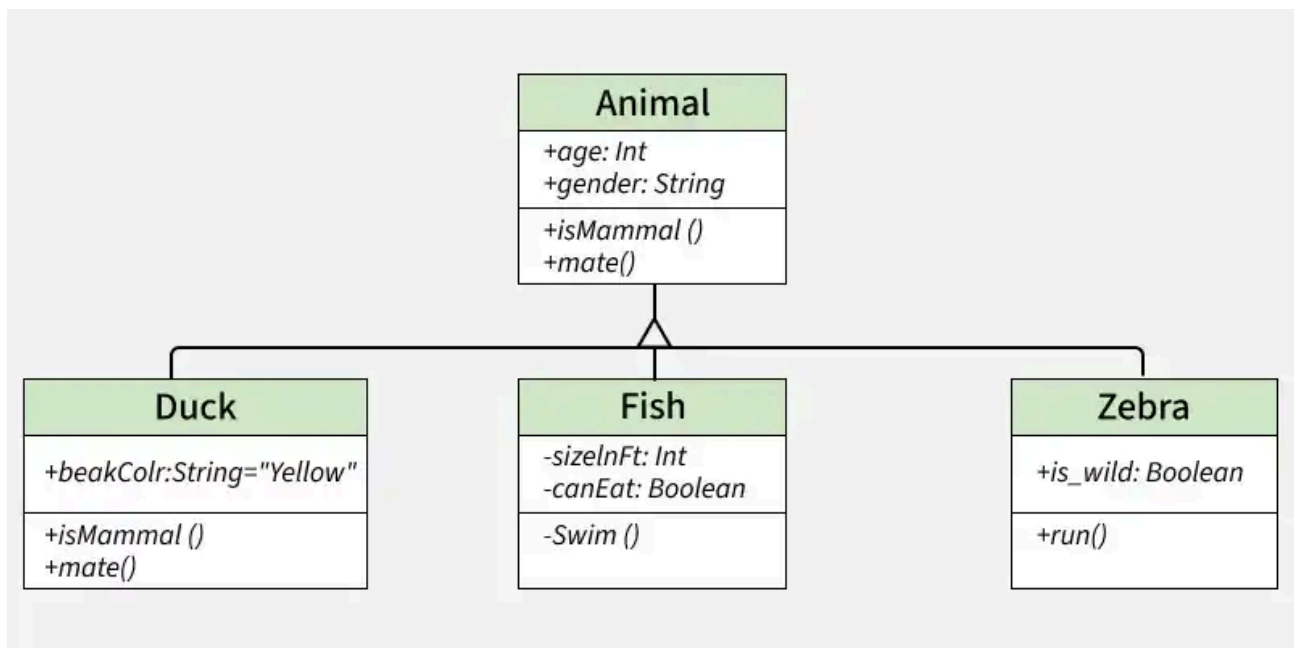 Animal
+age: Int
+gender: String
+isMammal ()
+mate()
Duck
+beakColr:String="Yellow"
+isMammal ()
+mate()
Fish
-sizelnFt: Int
-canEat: Boolean
-Swim ()
Zebra
+is_wild: Boolean
+run()